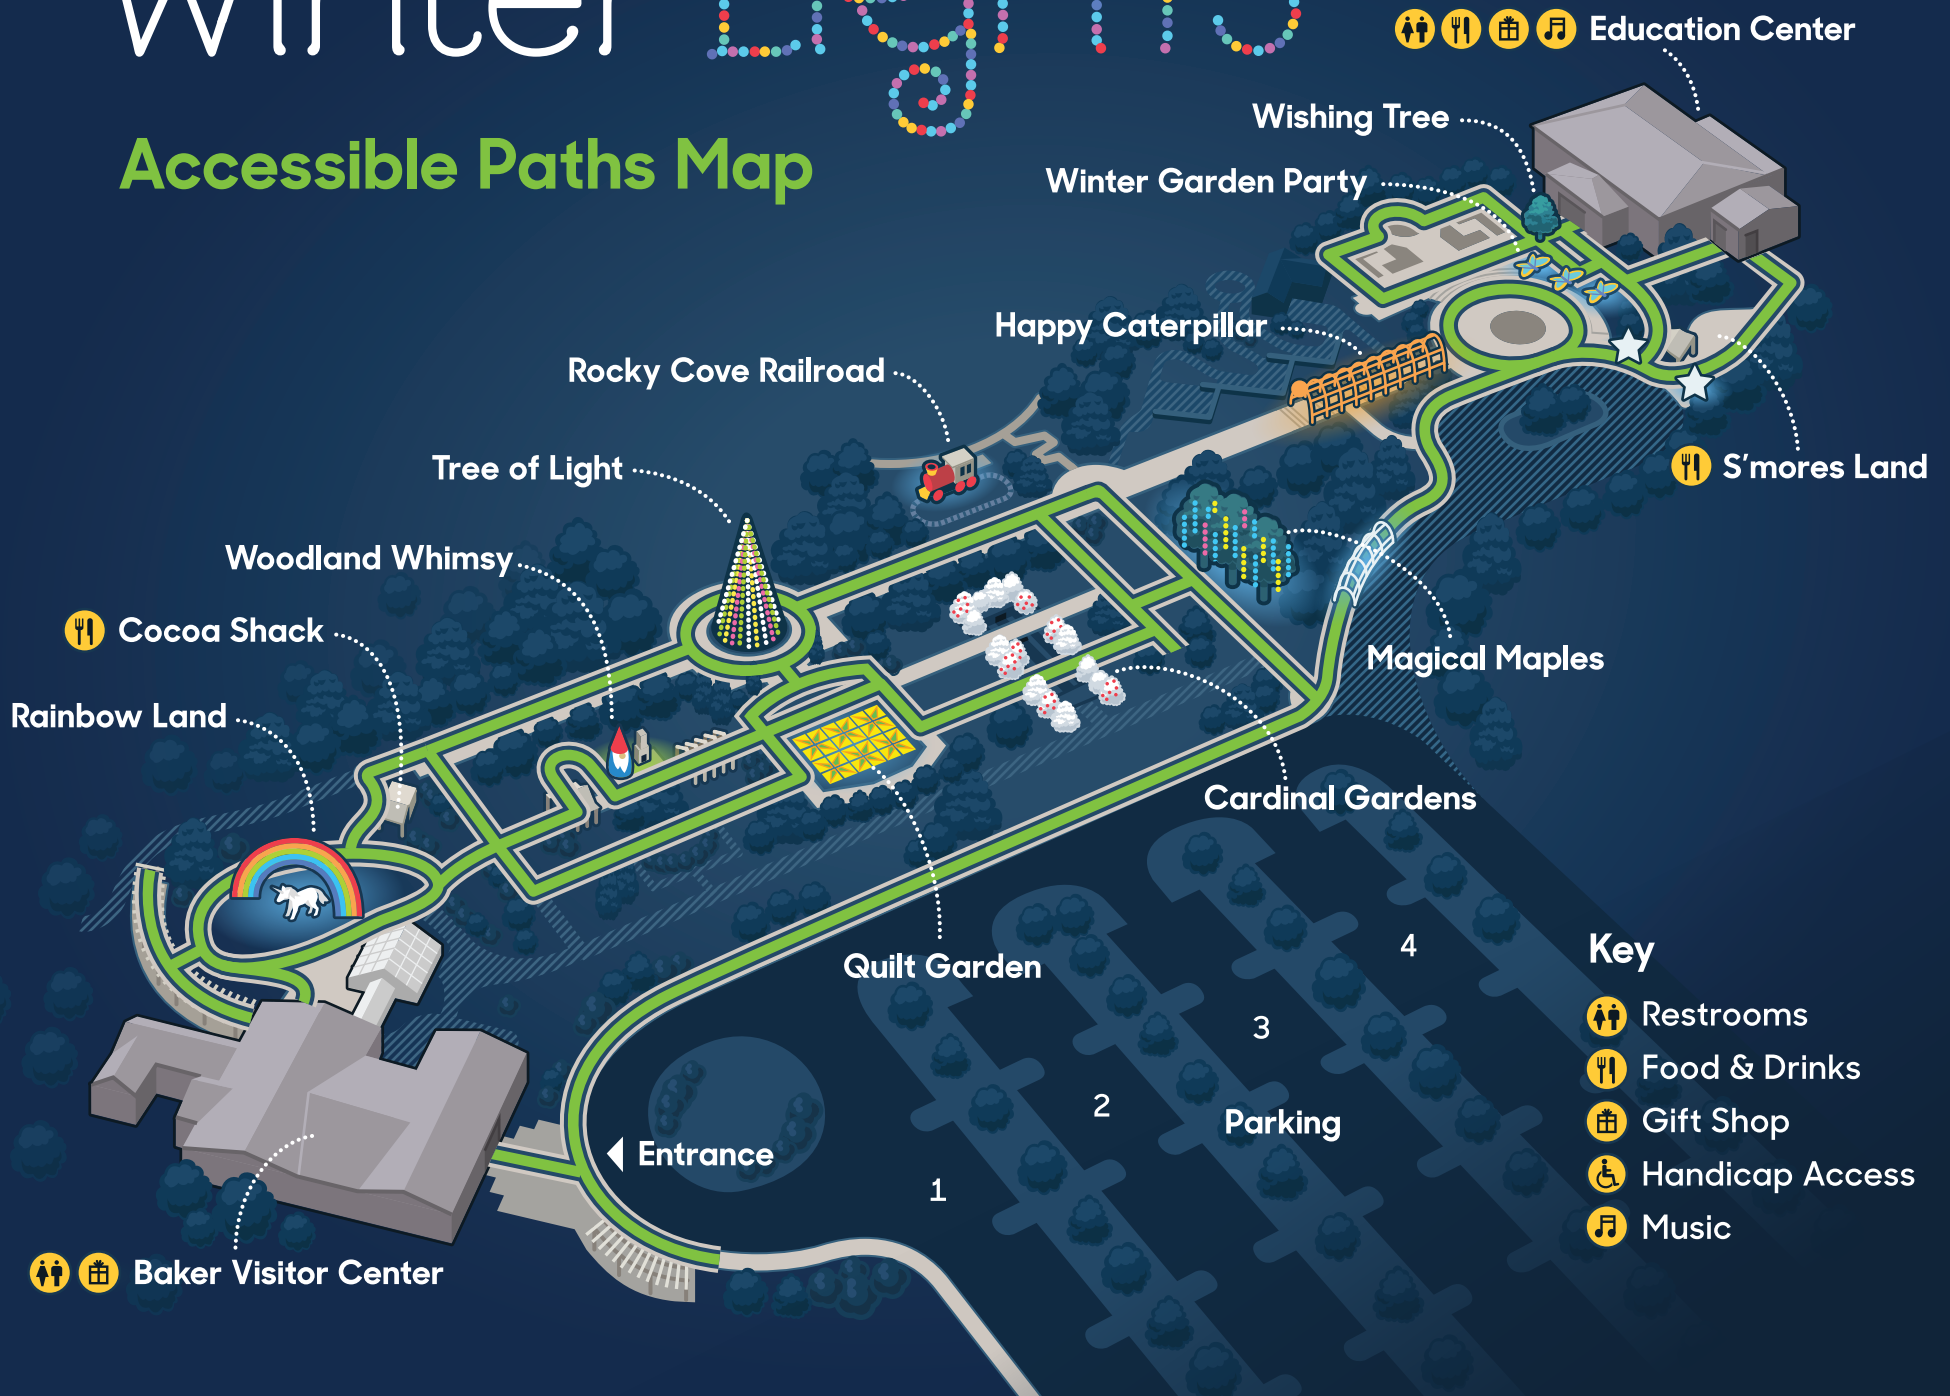 Winter Lights
Accessible Paths Map
Education Center
Wishing Tree
Winter Garden Party
Happy Caterpillar
Rocky Cove Railroad
Tree of Light
S'mores Land
Woodland Whimsy
Cocoa Shack
Magical Maples
Rainbow Land
Cardinal Gardens
Quilt Garden
4
3
2
1
Parking
Entrance
Baker Visitor Center
Key
Restrooms
Food & Drinks
Gift Shop
Handicap Access
Music